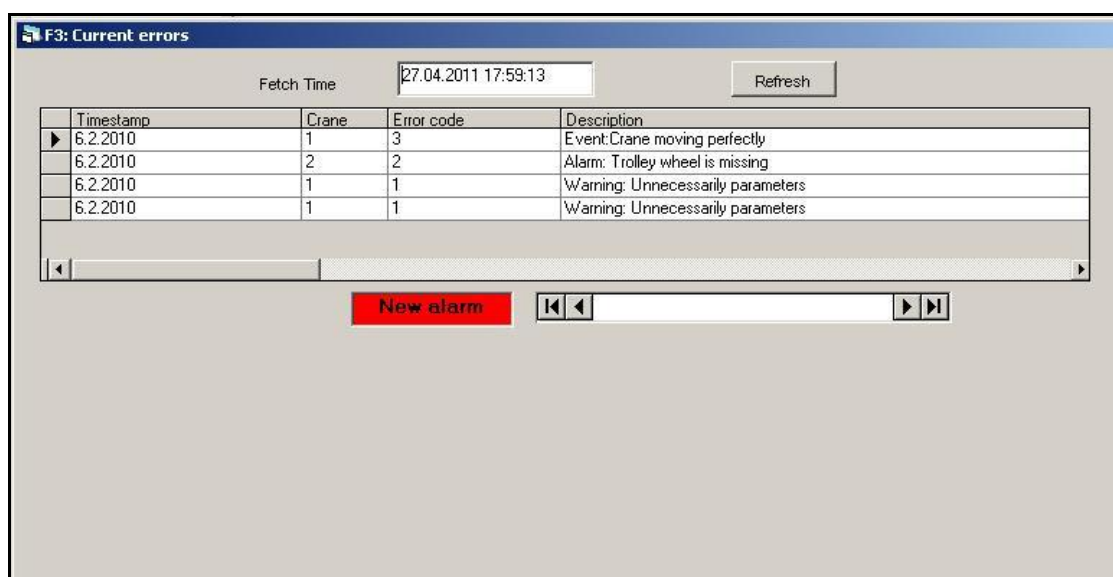 F3: Current errors
Fetch Time 27.04.2011 17:59:13 Refresh
Timestamp Crane Error code Description
6.2.2010 1 3 Event:Crane moving perfectly
6.2.2010 2 2 Alarm: Trolley wheel is missing
6.2.2010 1 1 Warning: Unnecessarily parameters
6.2.2010 1 1 Warning: Unnecessarily parameters
New alarm